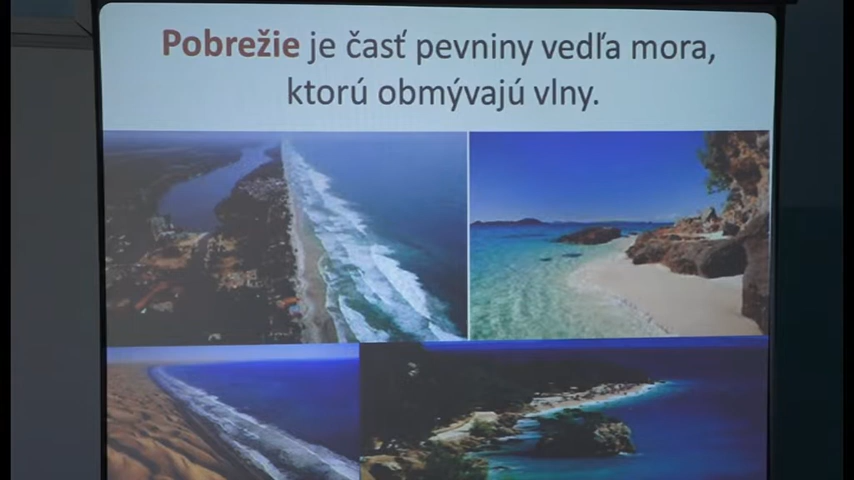 Pobrežie je časť pevniny vedľa mora,
ktorú obmývajú vlny.